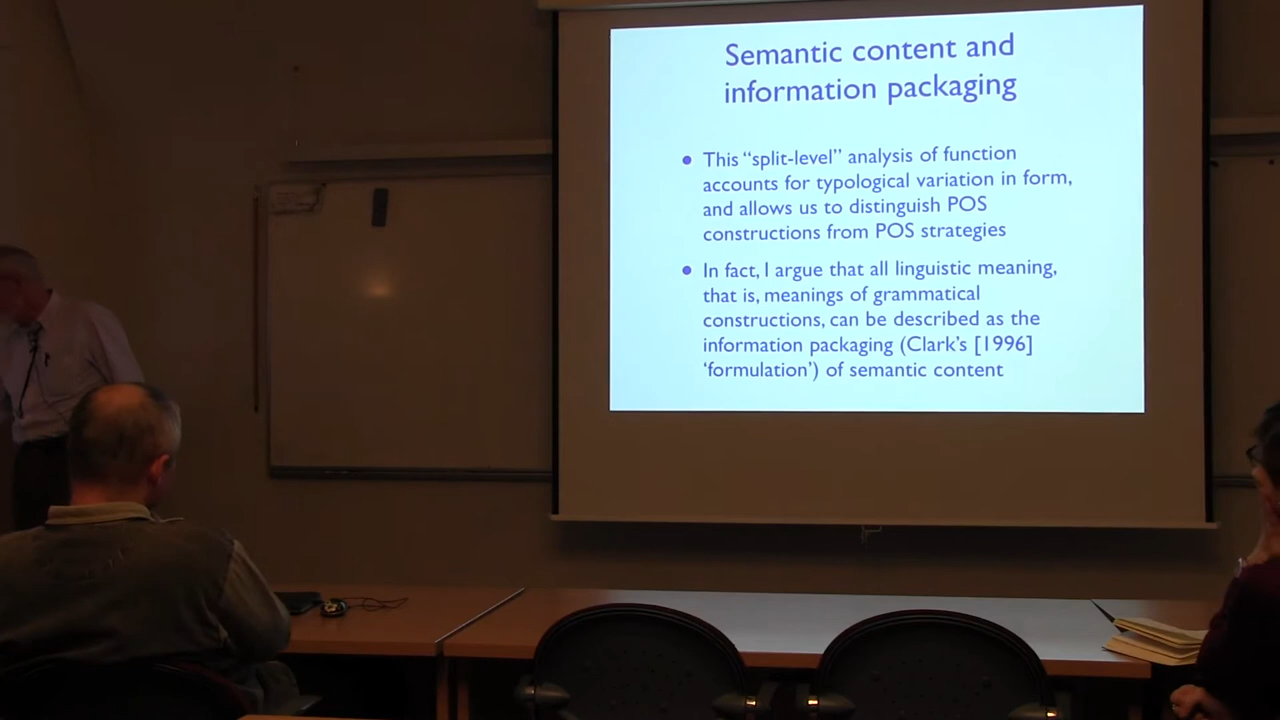 Semantic content and
information packaging
This “split-level” analysis of function
accounts for typological variation in form,
and allows us to distinguish POS
constructions from POS strategies
In fact, I argue that all linguistic meaning,
that is, meanings of grammatical
constructions, can be described as the
information packaging (Clark’s [1996]
‘formulation’) of semantic content